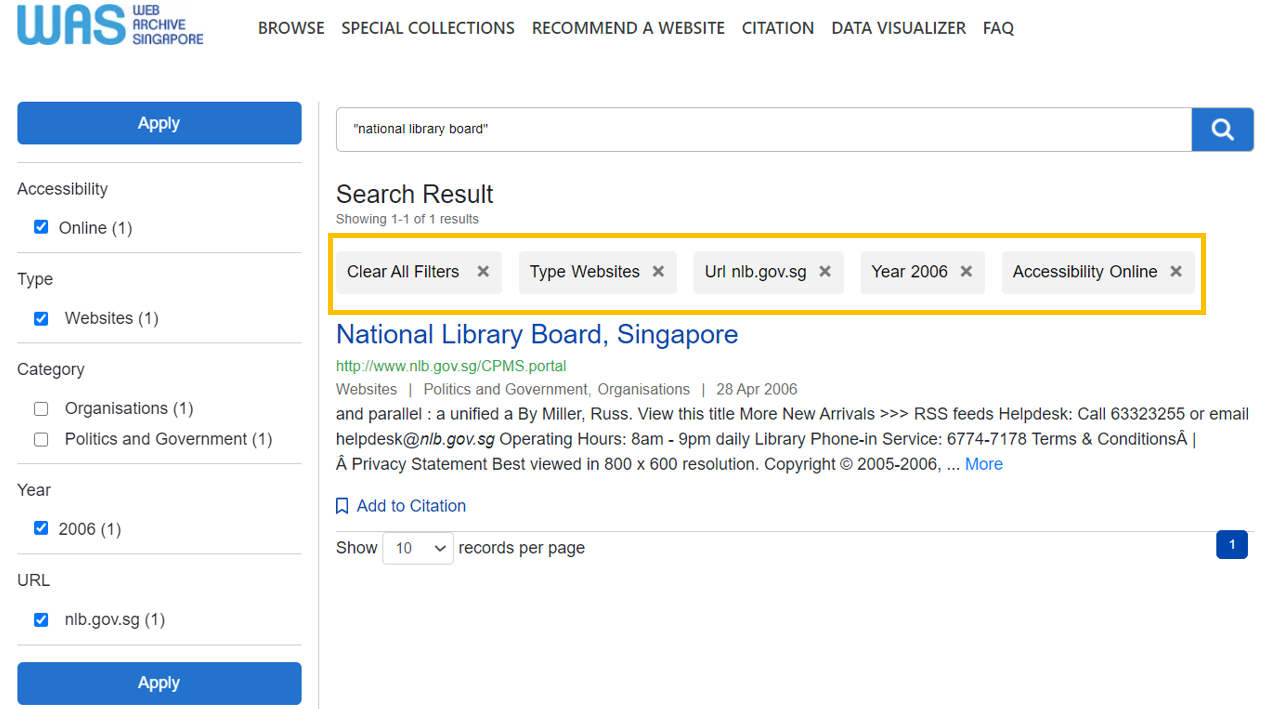 WAS WEB
ARCHIVE
SINGAPORE
BROWSE SPECIAL COLLECTIONS RECOMMEND A WEBSITE CITATION DATA VISUALIZER FAQ
Apply
Accessibility
Online (1)
Type
Websites (1)
Category
Organisations (1)
Politics and Government (1)
Year
2006 (1)
URL
nlb.gov.sg (1)
Apply
"national library board"
Search Result
Showing 1-1 of 1 results
Clear All Filters × Type Websites × Url nlb.gov.sg × Year 2006 × Accessibility Online ×
National Library Board, Singapore
http://www.nlb.gov.sg/CPMS.portal
Websites | Politics and Government, Organisations | 28 Apr 2006
and parallel : a unified a By Miller, Russ. View this title More New Arrivals >>> RSS feeds Helpdesk: Call 63323255 or email
helpdesk@nlb.gov.sg Operating Hours: 8am - 9pm daily Library Phone-in Service: 6774-7178 Terms & ConditionsÂ |
Â Privacy Statement Best viewed in 800 x 600 resolution. Copyright © 2005-2006, ... More
Add to Citation
Show 10 records per page
1